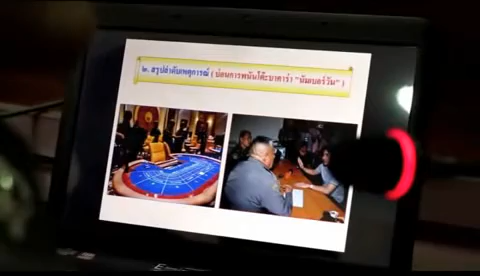 ๒. สรุปลำดับเหตุการณ์ ( บ่อนการพนันโต๊ะบาคาร่า "นัมเบอร์วัน" )